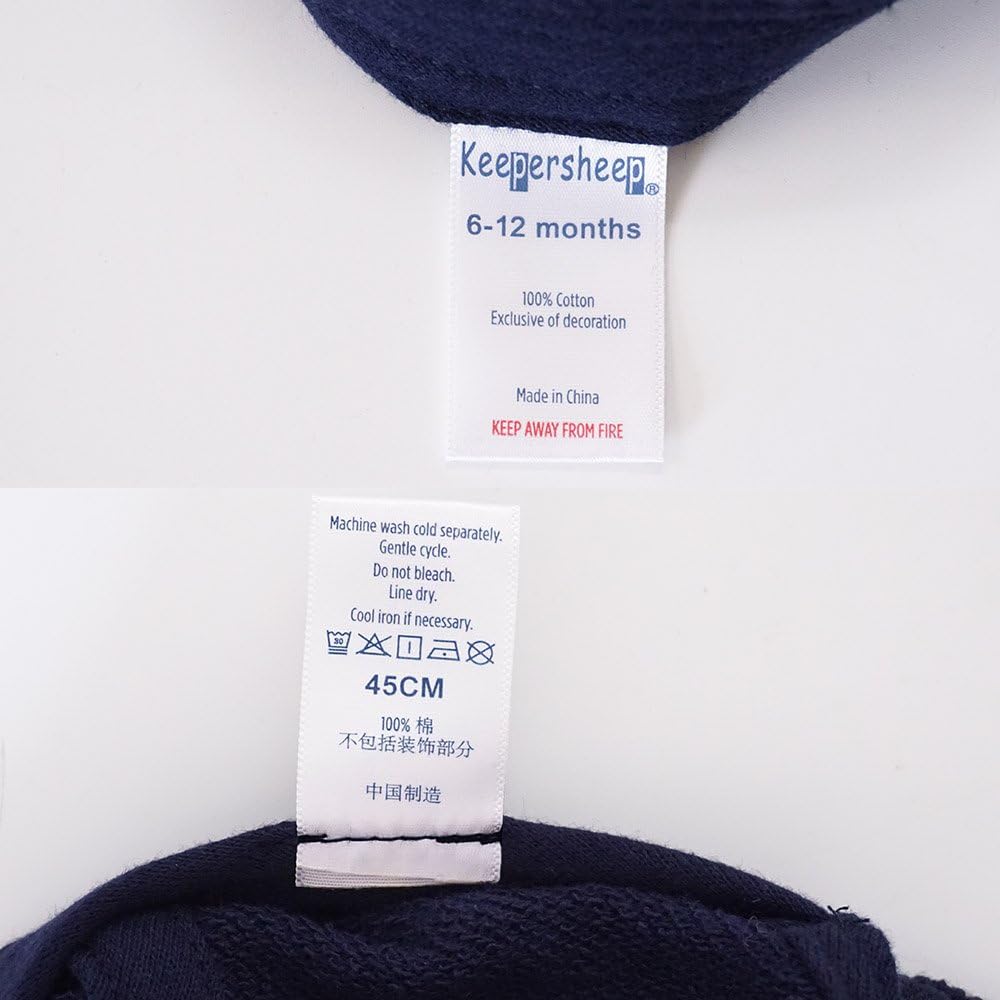 Keepersheep®
6-12 months
100% Cotton
Exclusive of decoration
Made in China
KEEP AWAY FROM FIRE
Machine wash cold separately.
Gentle cycle.
Do not bleach.
Line dry.
Cool iron if necessary.
30
45CM
100% 棉
不包括装饰部分
中国制造